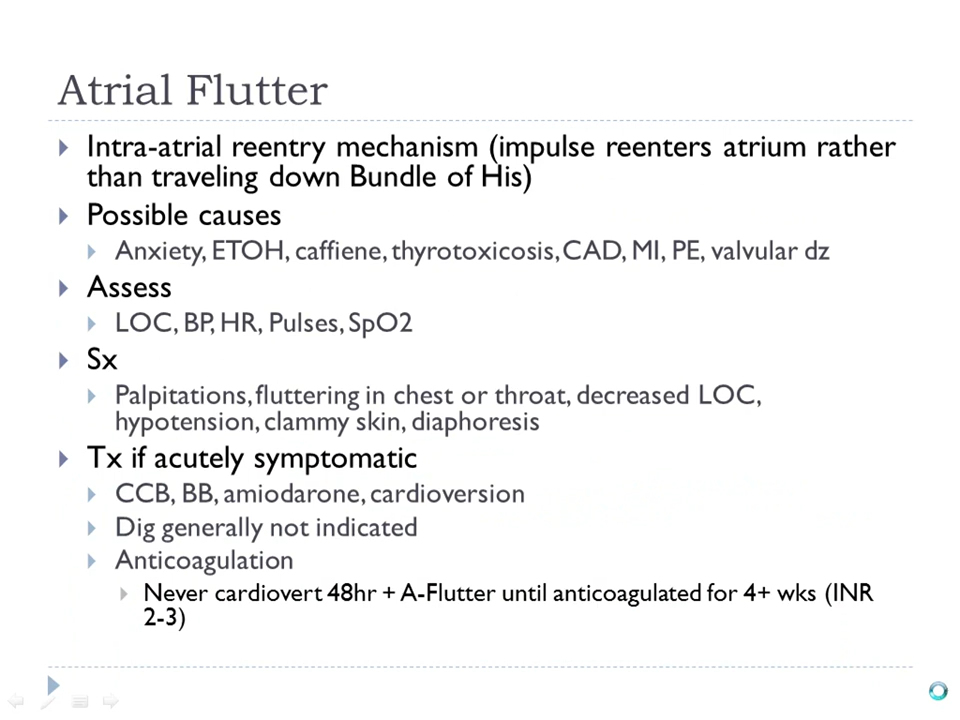 Atrial Flutter
Intra-atrial reentry mechanism (impulse reenters atrium rather
than traveling down Bundle of His)
Possible causes
Anxiety, ETOH, caffiene, thyrotoxicosis, CAD, MI, PE, valvular dz
Assess
LOC, BP, HR, Pulses, SpO2
Sx
Palpitations, fluttering in chest or throat, decreased LOC,
hypotension, clammy skin, diaphoresis
Tx if acutely symptomatic
CCB, BB, amiodarone, cardioversion
Dig generally not indicated
Anticoagulation
Never cardiovert 48hr + A-Flutter until anticoagulated for 4+ wks (INR
2-3)